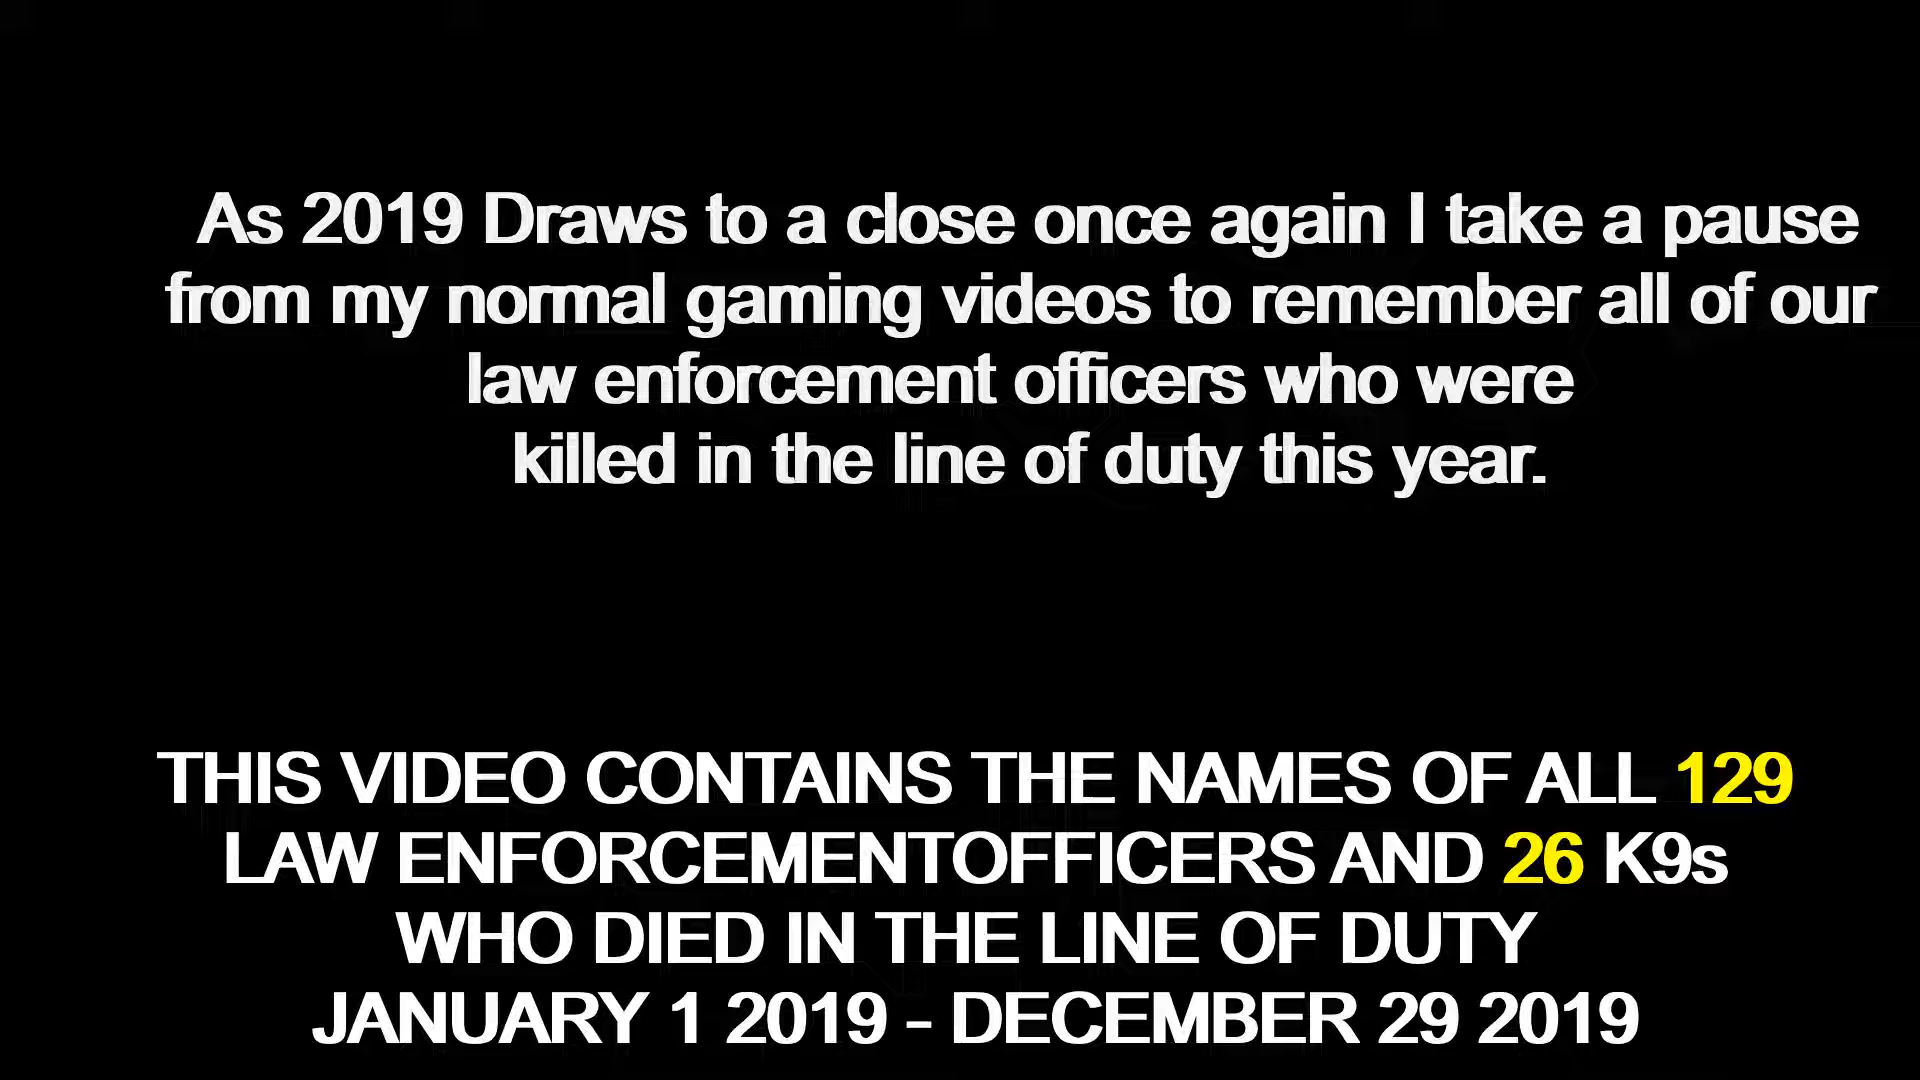 As 2019 Draws to a close once again I take a pause
from my normal gaming videos to remember all of our
law enforcement officers who were
killed in the line of duty this year.
THIS VIDEO CONTAINS THE NAMES OF ALL 129
LAW ENFORCEMENTOFFICERS AND 26 K9s
WHO DIED IN THE LINE OF DUTY
JANUARY 1 2019 - DECEMBER 29 2019